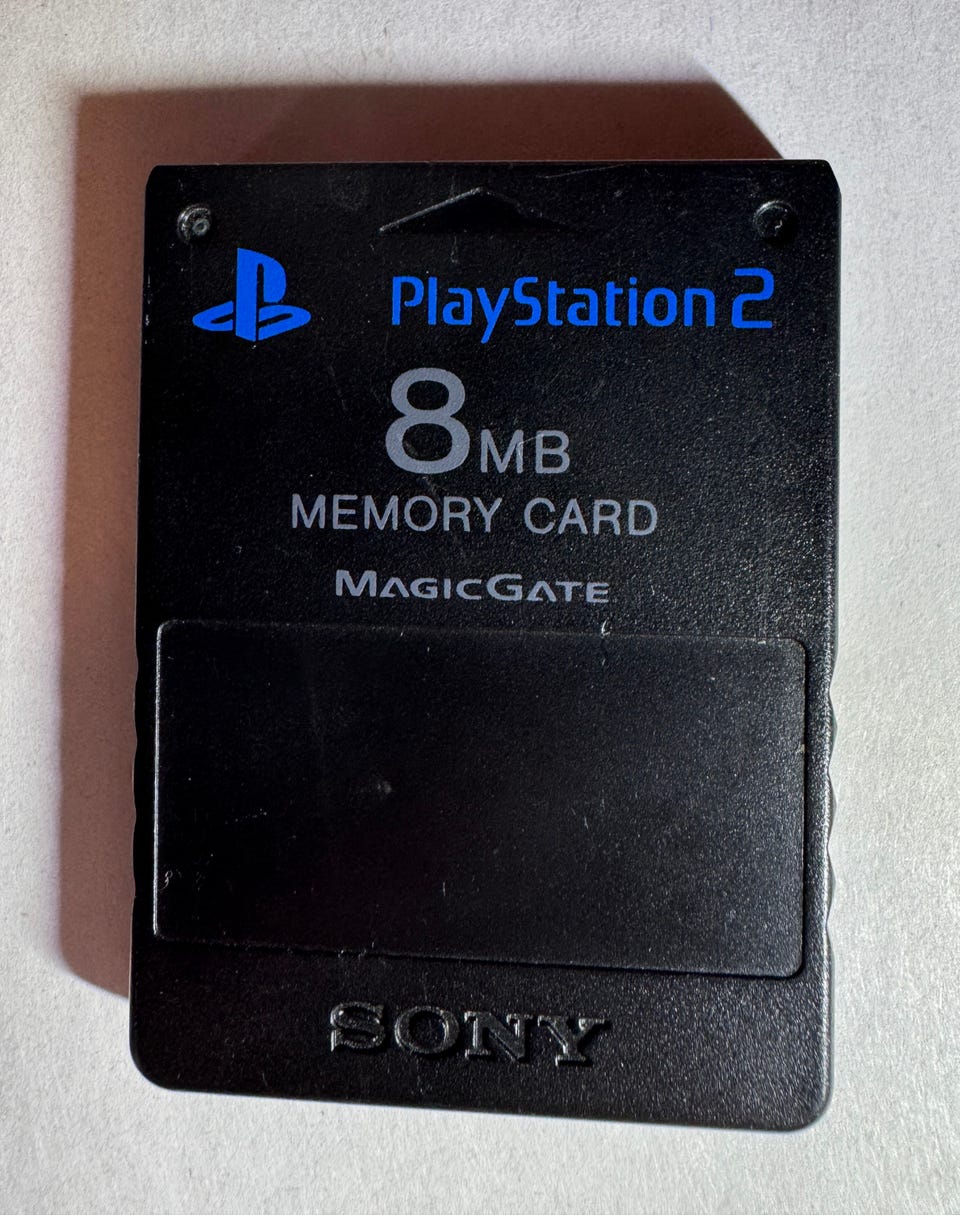 PlayStation 2
8MB
MEMORY CARD
MAGICGATE
SONY